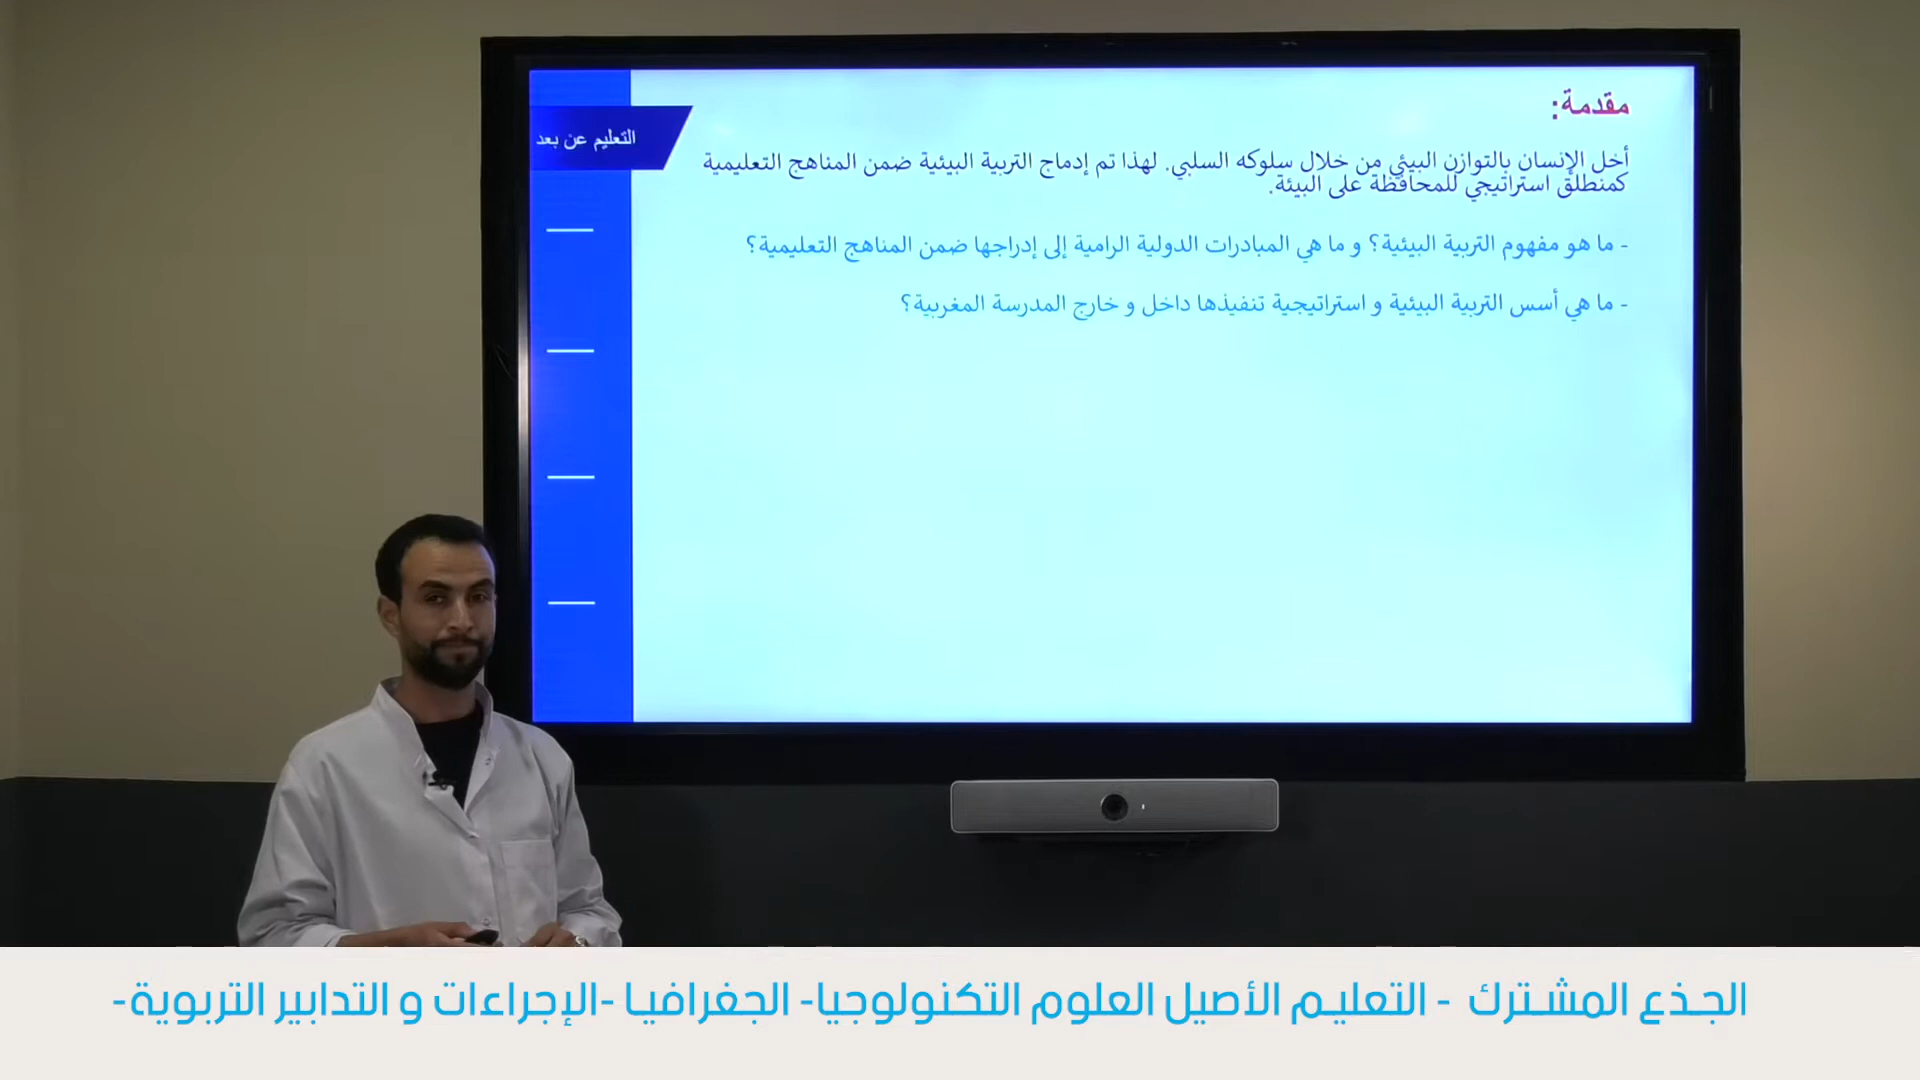 مقدمة:
التعليم عن بعد
أخل الإنسان بالتوازن البيئي من خلال سلوكه السلبي. لهذا تم إدماج التربية البيئية ضمن المناهج التعليمية
كمنطلق استراتيجي للمحافظة على البيئة.
- ما هو مفهوم التربية البيئية؟ و ما هي المبادرات الدولية الرامية إلى إدراجها ضمن المناهج التعليمية؟
- ما هي أسس التربية البيئية و استراتيجية تنفيذها داخل و خارج المدرسة المغربية؟
الجذع المشترك - التعليم الأصيل العلوم التكنولوجيا- الجغرافيا -الإجراءات و التدابير التربوية-